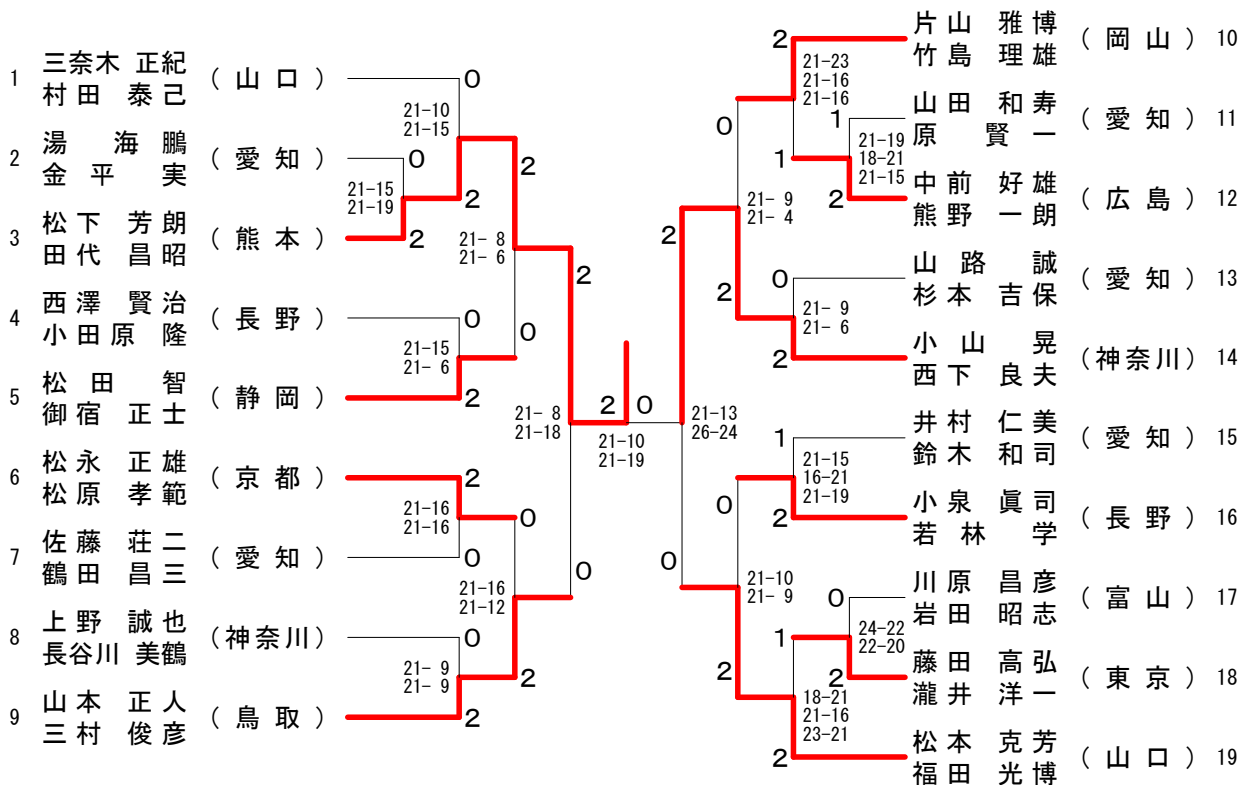 1 三奈木 正紀 村田 泰己 (山口) 0
21-10
21-15
2 湯 海鵬 金平 実 (愛知) 0
21-15
21-19
2
3 松下 芳朗 田代 昌昭 (熊本) 2
2
21- 8
21- 6
4 西澤 賢治 小田原 隆 (長野) 0
21-15
21- 6
0
5 松田 智 御宿 正士 (静岡) 2
2
21- 8
21-18
6 松永 正雄 松原 孝範 (京都) 2
21-16
21-16
0
7 佐藤 荘二 鶴田 昌三 (愛知) 0
21-16
21-12
0
8 上野 誠也 長谷川 美鶴 (神奈川) 0
21- 9
21- 9
2
9 山本 正人 三村 俊彦 (鳥取) 2
2 0
21-10
21-19
2 片山 雅博 竹島 理雄 (岡山) 10
21-23
21-16
21-16
0
1 山田 和寿 原 賢一 (愛知) 11
21-19
18-21
21-15
1
2 中前 好雄 熊野 一朗 (広島) 12
21- 9
21- 4
2
0 山路 誠 杉本 吉保 (愛知) 13
21- 9
21- 6
2
2 小山 晃 西下 良夫 (神奈川) 14
21-13
26-24
1 井村 仁美 鈴木 和司 (愛知) 15
21-15
16-21
21-19
0
2 小泉 眞司 若林 学 (長野) 16
0
21-10
21- 9
0 川原 昌彦 岩田 昭志 (富山) 17
24-22
22-20
1
2 藤田 高弘 瀧井 洋一 (東京) 18
2
18-21
21-16
23-21
2 松本 克芳 福田 光博 (山口) 19